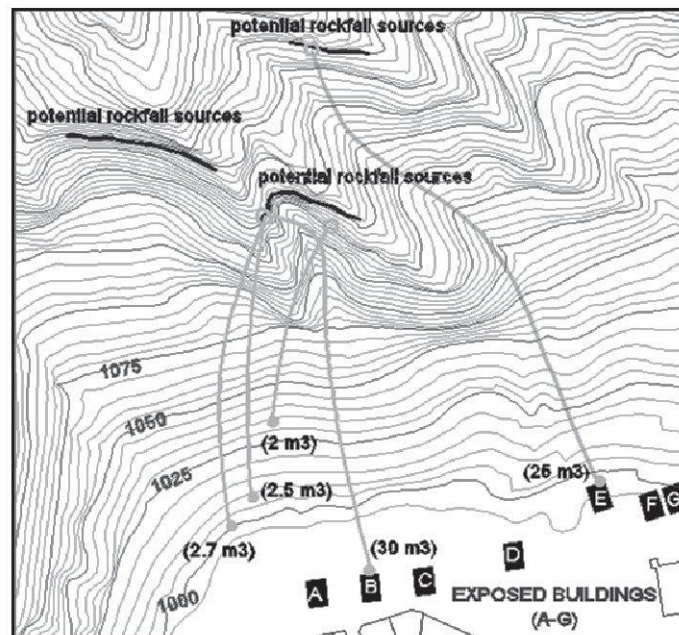 potential rockfall sources
potential rockfall sources
potential rockfall sources
1075
1050
1025
1000
(2 m3)
(2.5 m3)
(2.7 m3)
(25 m3)
(30 m3)
E
F
G
D
A
B
C
EXPOSED BUILDINGS
(A-G)